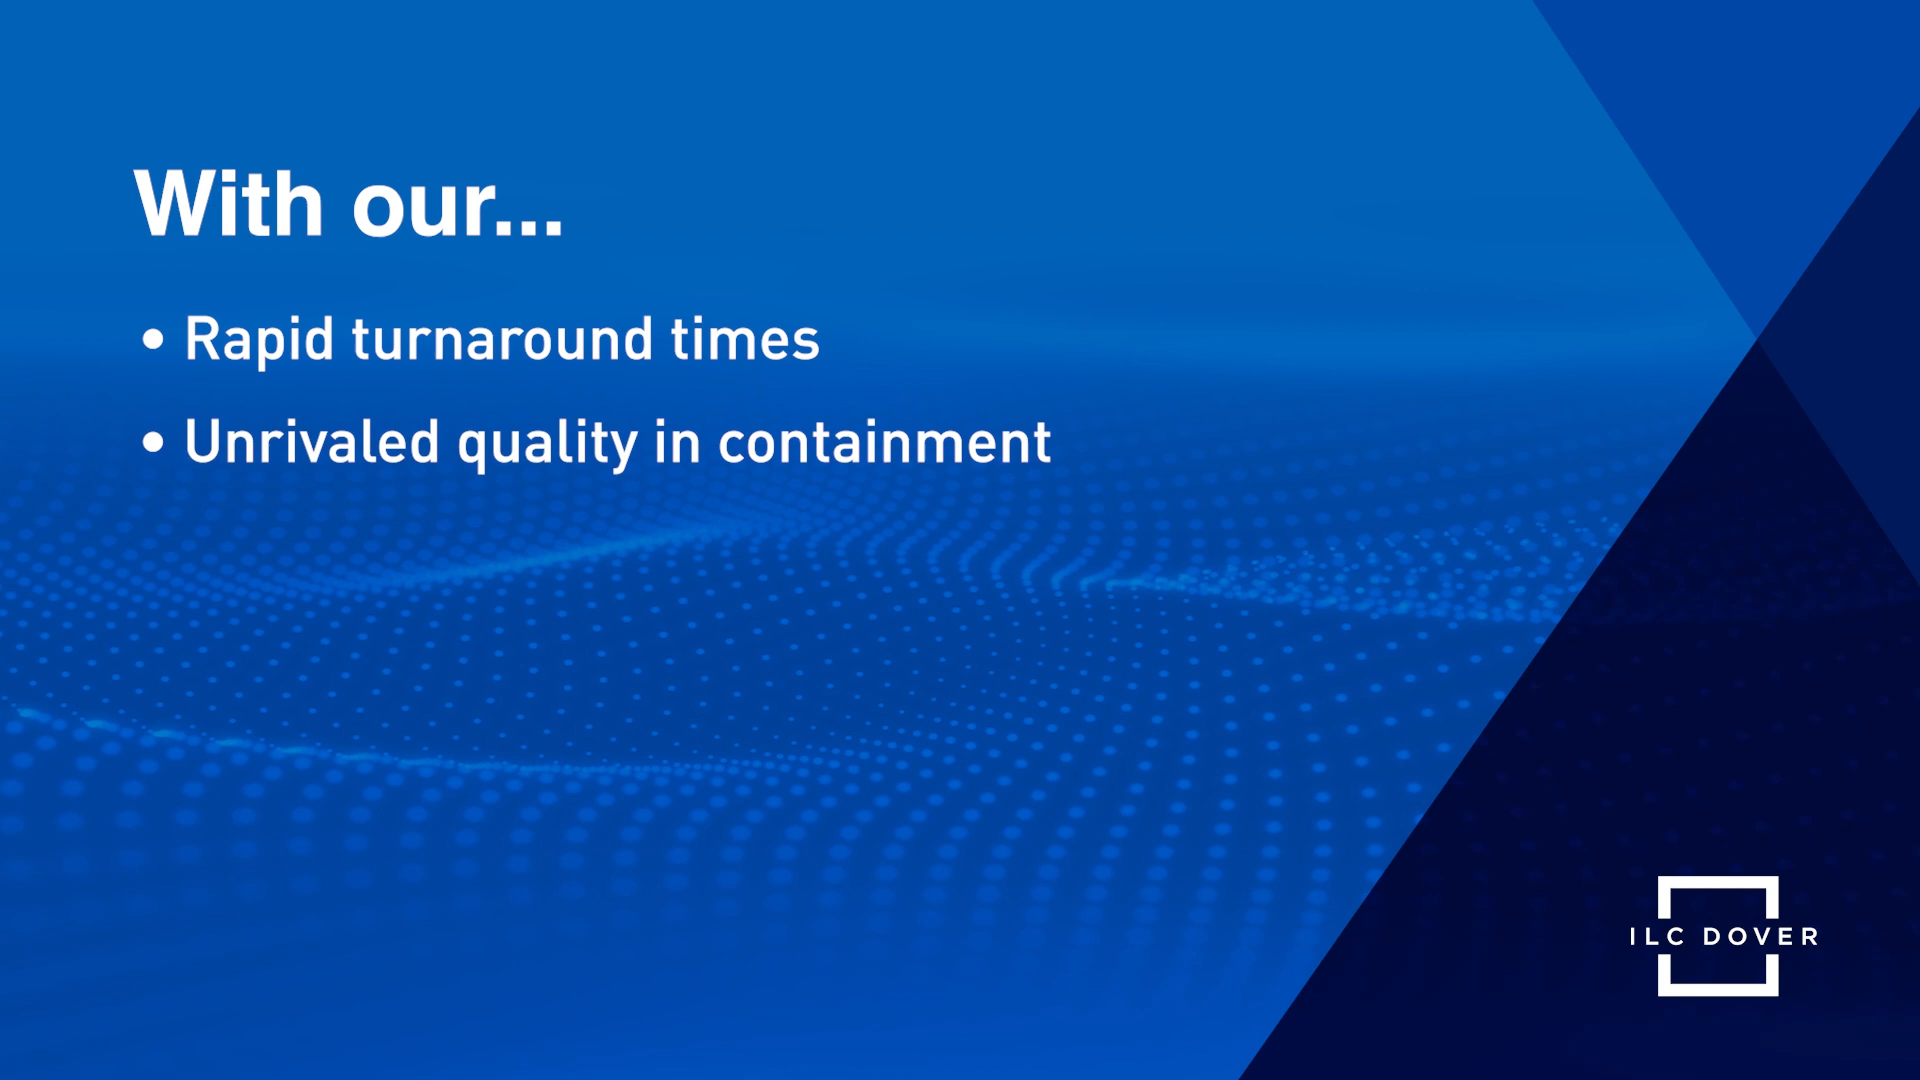 With our...
• Rapid turnaround times
• Unrivaled quality in containment
ILC DOVER